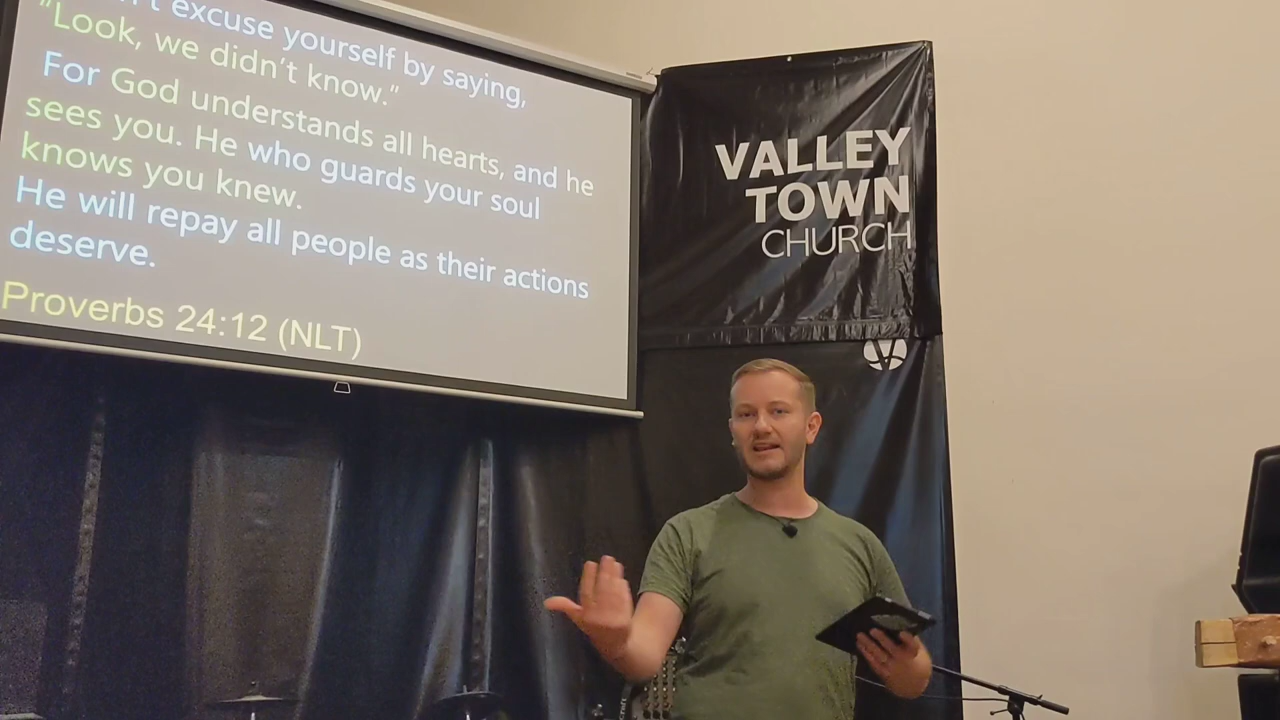 excuse yourself by saying,
“Look, we didn’t know.”
For God understands all hearts, and he
sees you. He who guards your soul
knows you knew.
He will repay all people as their actions
deserve.
Proverbs 24:12 (NLT)
VALLEY
TOWN
CHURCH